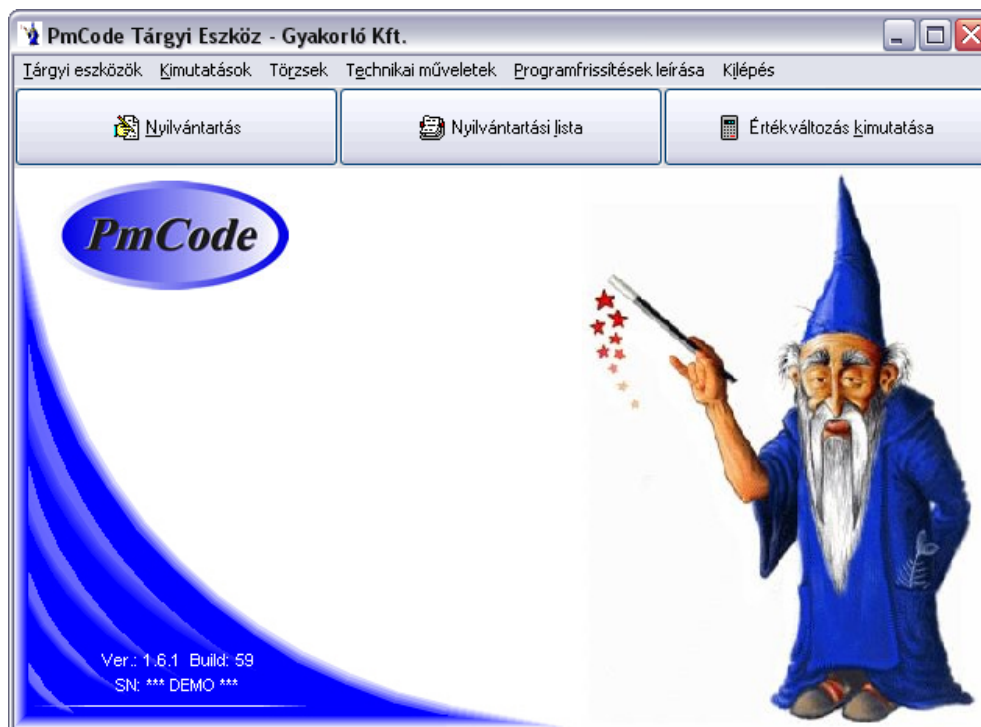 PmCode Tárgyi Eszköz - Gyakorló Kft.
Tárgyi eszközök Kimutatások Törzsek Technikai műveletek Programfrissítések leírása Kilépés
Nyilvántartás Nyilvántartási lista Értékváltozás kimutatása
PmCode
Ver.: 1.6.1 Build: 59
SN: *** DEMO ***